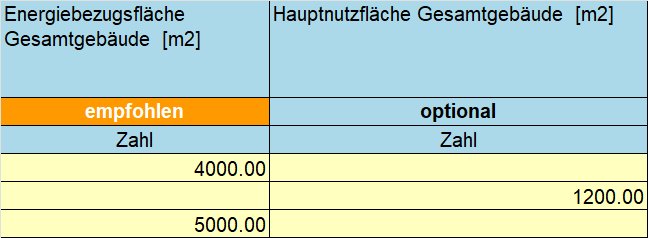 Energiebezugsfläche
Gesamtgebäude  [m2]
Hauptnutzfläche Gesamtgebäude  [m2]
empfohlen
optional
Zahl
Zahl
4000.00
1200.00
5000.00